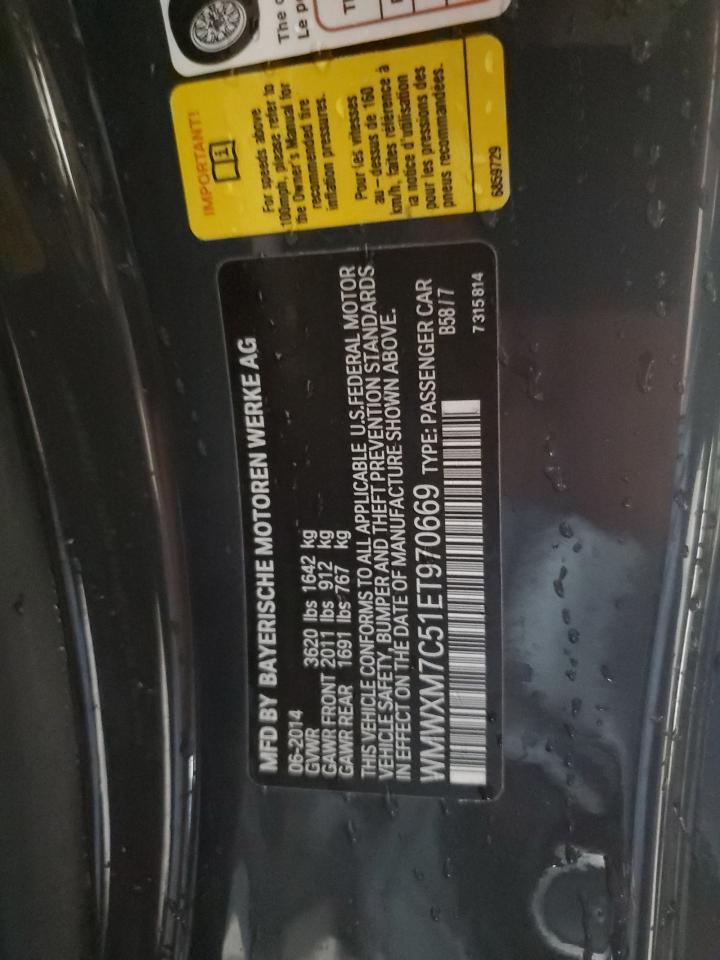 The
Le
IMPORTANT!
For speeds above
100mph, please refer to
the Owner's Manual for
recommended tire
inflation pressures.
Pour les vitesses
au-dessus de 160
km/h, faites référence à
la notice d'utilisation
pour les pressions des
pneus recommandées.
6859729
MFD BY BAYERISCHE MOTOREN WERKE AG
06-2014
GVWR 3620 lbs 1642 kg
GAWR FRONT 2011 lbs 912 kg
GAWR REAR 1691 lbs 767 kg
THIS VEHICLE CONFORMS TO ALL APPLICABLE U.S.FEDERAL MOTOR
VEHICLE SAFETY, BUMPER AND THEFT PREVENTION STANDARDS
IN EFFECT ON THE DATE OF MANUFACTURE SHOWN ABOVE.
WMWXM7C51ET970669 TYPE: PASSENGER CAR
B58/7
7315814